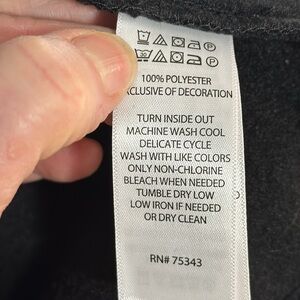 100% POLYESTER
CLUSIVE OF DECORATION
TURN INSIDE OUT
MACHINE WASH COOL
DELICATE CYCLE
WASH WITH LIKE COLORS
ONLY NON-CHLORINE
BLEACH WHEN NEEDED
TUMBLE DRY LOW
LOW IRON IF NEEDED
OR DRY CLEAN
RN# 75343